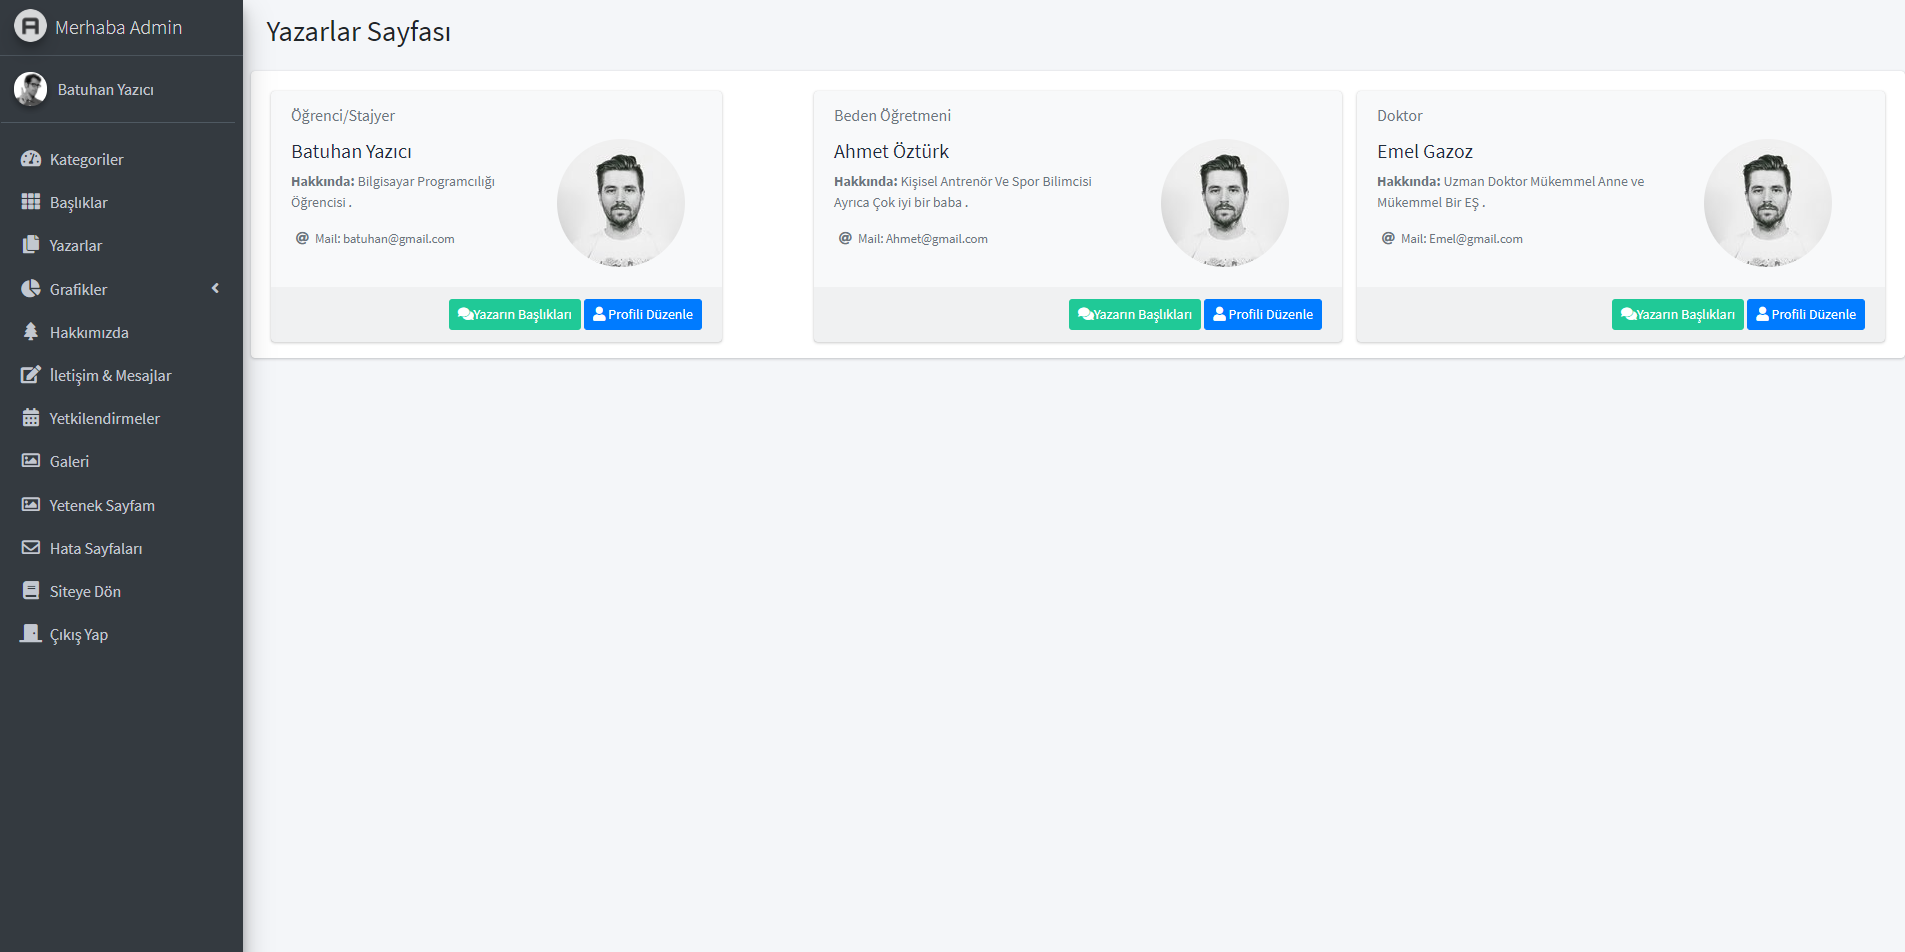 Merhaba Admin
Batuhan Yazıcı
Kategoriler
Başlıklar
Yazarlar
Grafikler
Hakkımızda
İletişim & Mesajlar
Yetkilendirmeler
Galeri
Yetenek Sayfam
Hata Sayfaları
Siteye Dön
Çıkış Yap
Yazarlar Sayfası
Öğrenci/Stajyer
Batuhan Yazıcı
Hakkında: Bilgisayar Programcılığı
Öğrencisi .
Mail: batuhan@gmail.com
Yazarın Başlıkları Profili Düzenle
Beden Öğretmeni
Ahmet Öztürk
Hakkında: Kişisel Antrenör Ve Spor Bilimcisi
Ayrıca Çok iyi bir baba .
Mail: Ahmet@gmail.com
Yazarın Başlıkları Profili Düzenle
Doktor
Emel Gazoz
Hakkında: Uzman Doktor Mükemmel Anne ve
Mükemmel Bir EŞ .
Mail: Emel@gmail.com
Yazarın Başlıkları Profili Düzenle